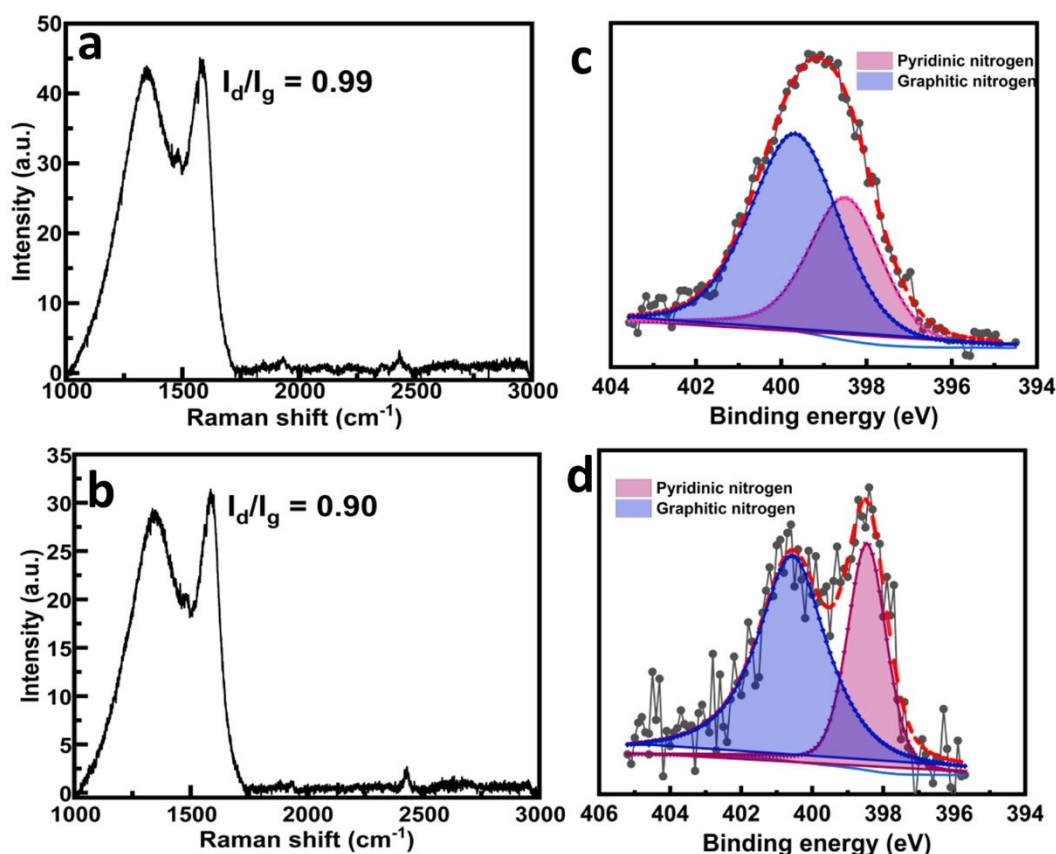 a
I_d/I_g = 0.99
Intensity (a.u.)
50
40
30
20
10
0
1000 1500 2000 2500 3000
Raman shift (cm⁻¹)
c
Pyridinic nitrogen
Graphitic nitrogen
404 402 400 398 396 394
Binding energy (eV)
b
I_d/I_g = 0.90
Intensity (a.u.)
35
30
25
20
15
10
5
0
1000 1500 2000 2500 3000
Raman shift (cm⁻¹)
d
Pyridinic nitrogen
Graphitic nitrogen
406 404 402 400 398 396 394
Binding energy (eV)